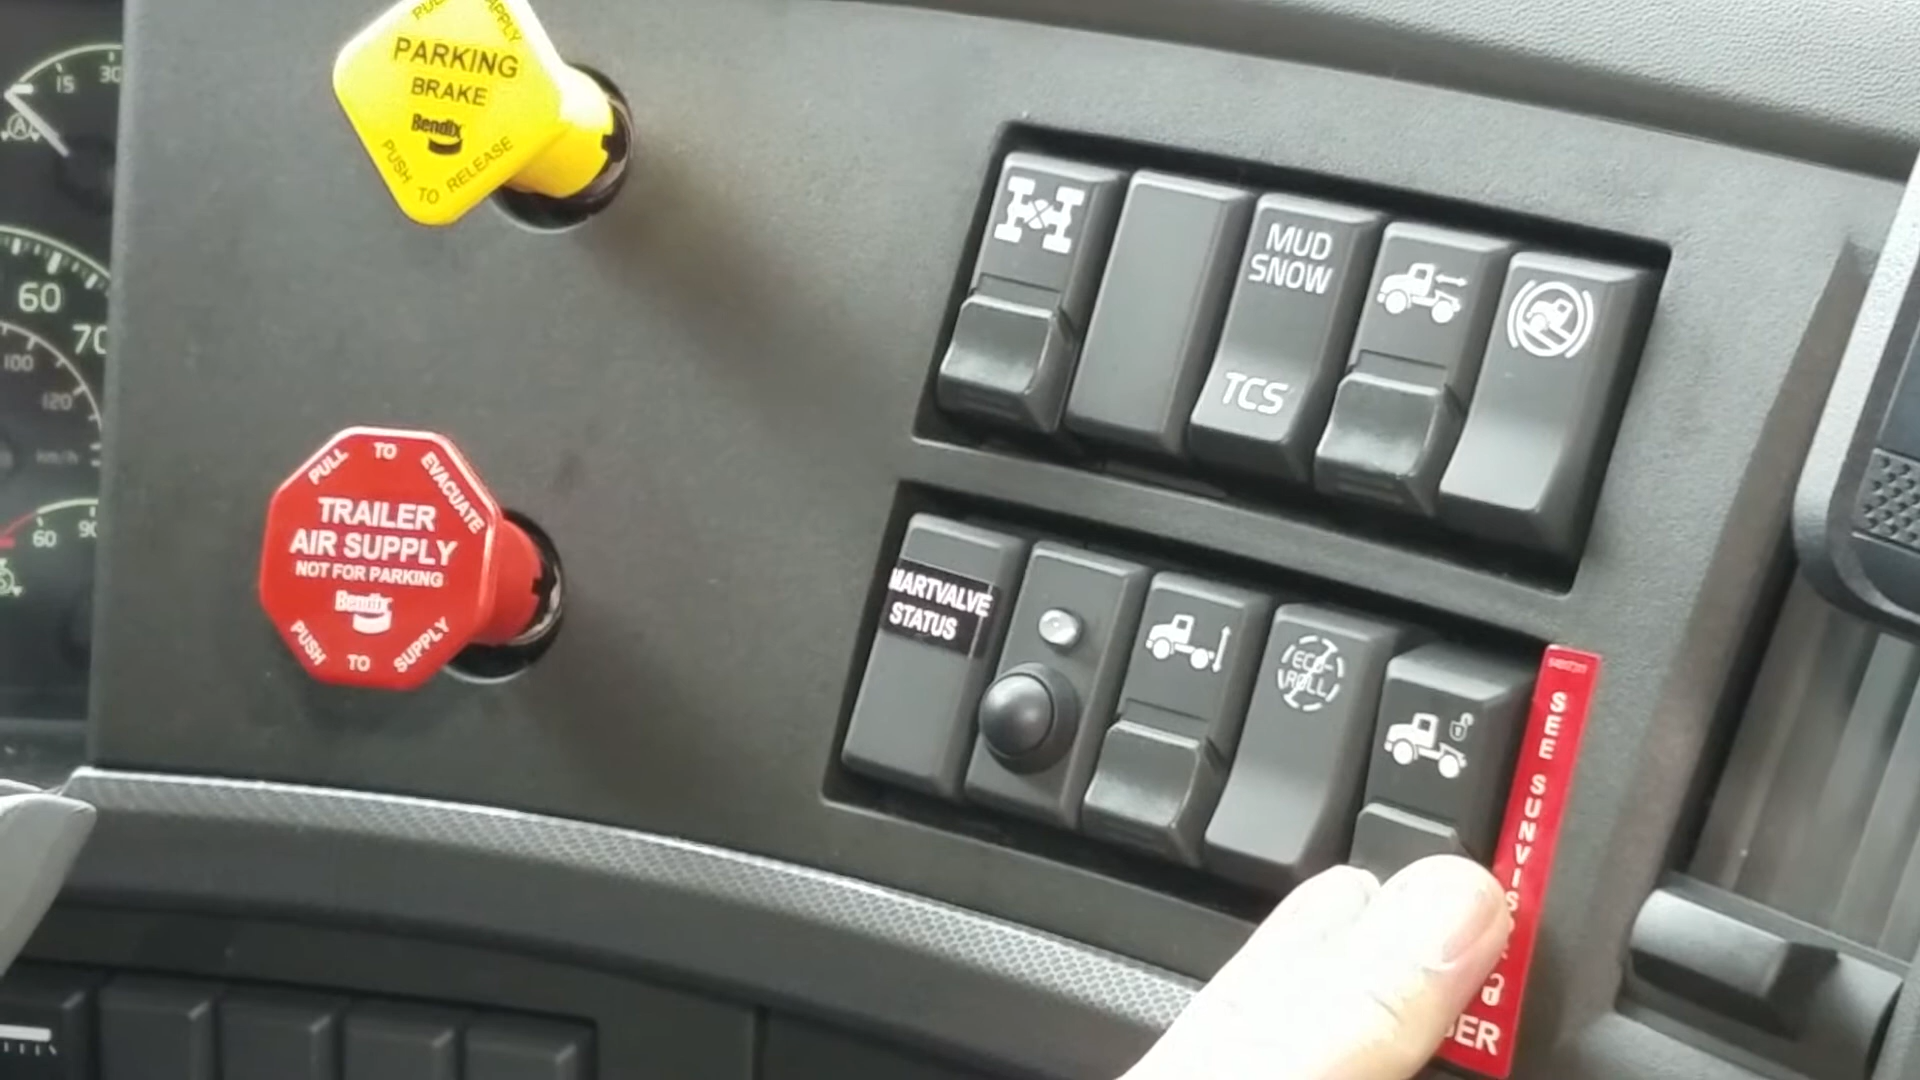 PARKING
BRAKE
Bendix
PUSH TO RELEASE
PULL TO EVACUATE
TRAILER
AIR SUPPLY
NOT FOR PARKING
Bendix
PUSH TO SUPPLY
MUD
SNOW
TCS
MARTVALVE
STATUS
ECO-
ROLL
SEE SUNVIS
15 30
60
70
100
120
km/h
60 90